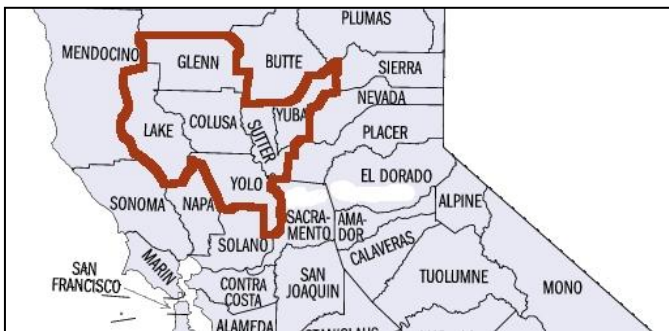 PLUMAS
MENDOCINO
GLENN
BUTTE
SIERRA
NEVADA
YUBA
COLUSA
LAKE
SUTTER
PLACER
EL DORADO
YOLO
ALPINE
SONOMA
NAPA
SACRA-
MENTO
AMA-
DOR
SOLANO
CALAVERAS
MARIN
SAN
FRANCISCO
CONTRA
COSTA
SAN
JOAQUIN
TUOLUMNE
MONO
ALAMEDA
STANISLAUS